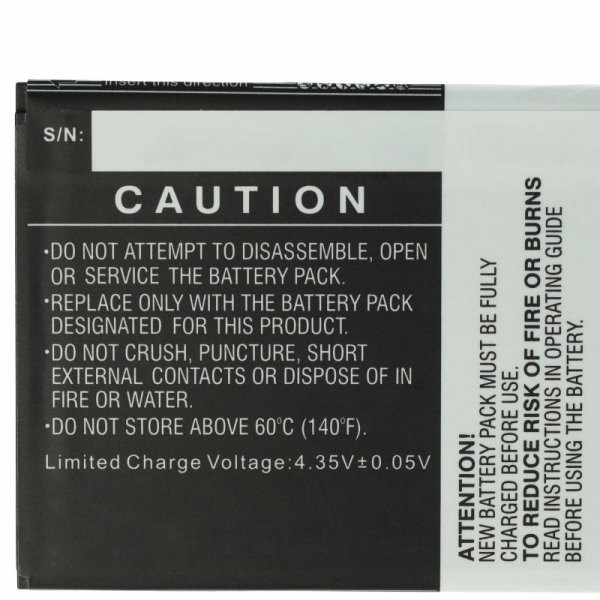 Insert this direction
S/N:
CAUTION
•DO NOT ATTEMPT TO DISASSEMBLE, OPEN
OR SERVICE THE BATTERY PACK.
•REPLACE ONLY WITH THE BATTERY PACK
DESIGNATED FOR THIS PRODUCT.
•DO NOT CRUSH, PUNCTURE, SHORT
EXTERNAL CONTACTS OR DISPOSE OF IN
FIRE OR WATER.
•DO NOT STORE ABOVE 60°C (140°F).
Limited Charge Voltage:4.35V±0.05V
ATTENTION!
NEW BATTERY PACK MUST BE FULLY
CHARGED BEFORE USE.
TO REDUCE RISK OF FIRE OR BURNS
READ INSTRUCTIONS IN OPERATING GUIDE
BEFORE USING THE BATTERY.